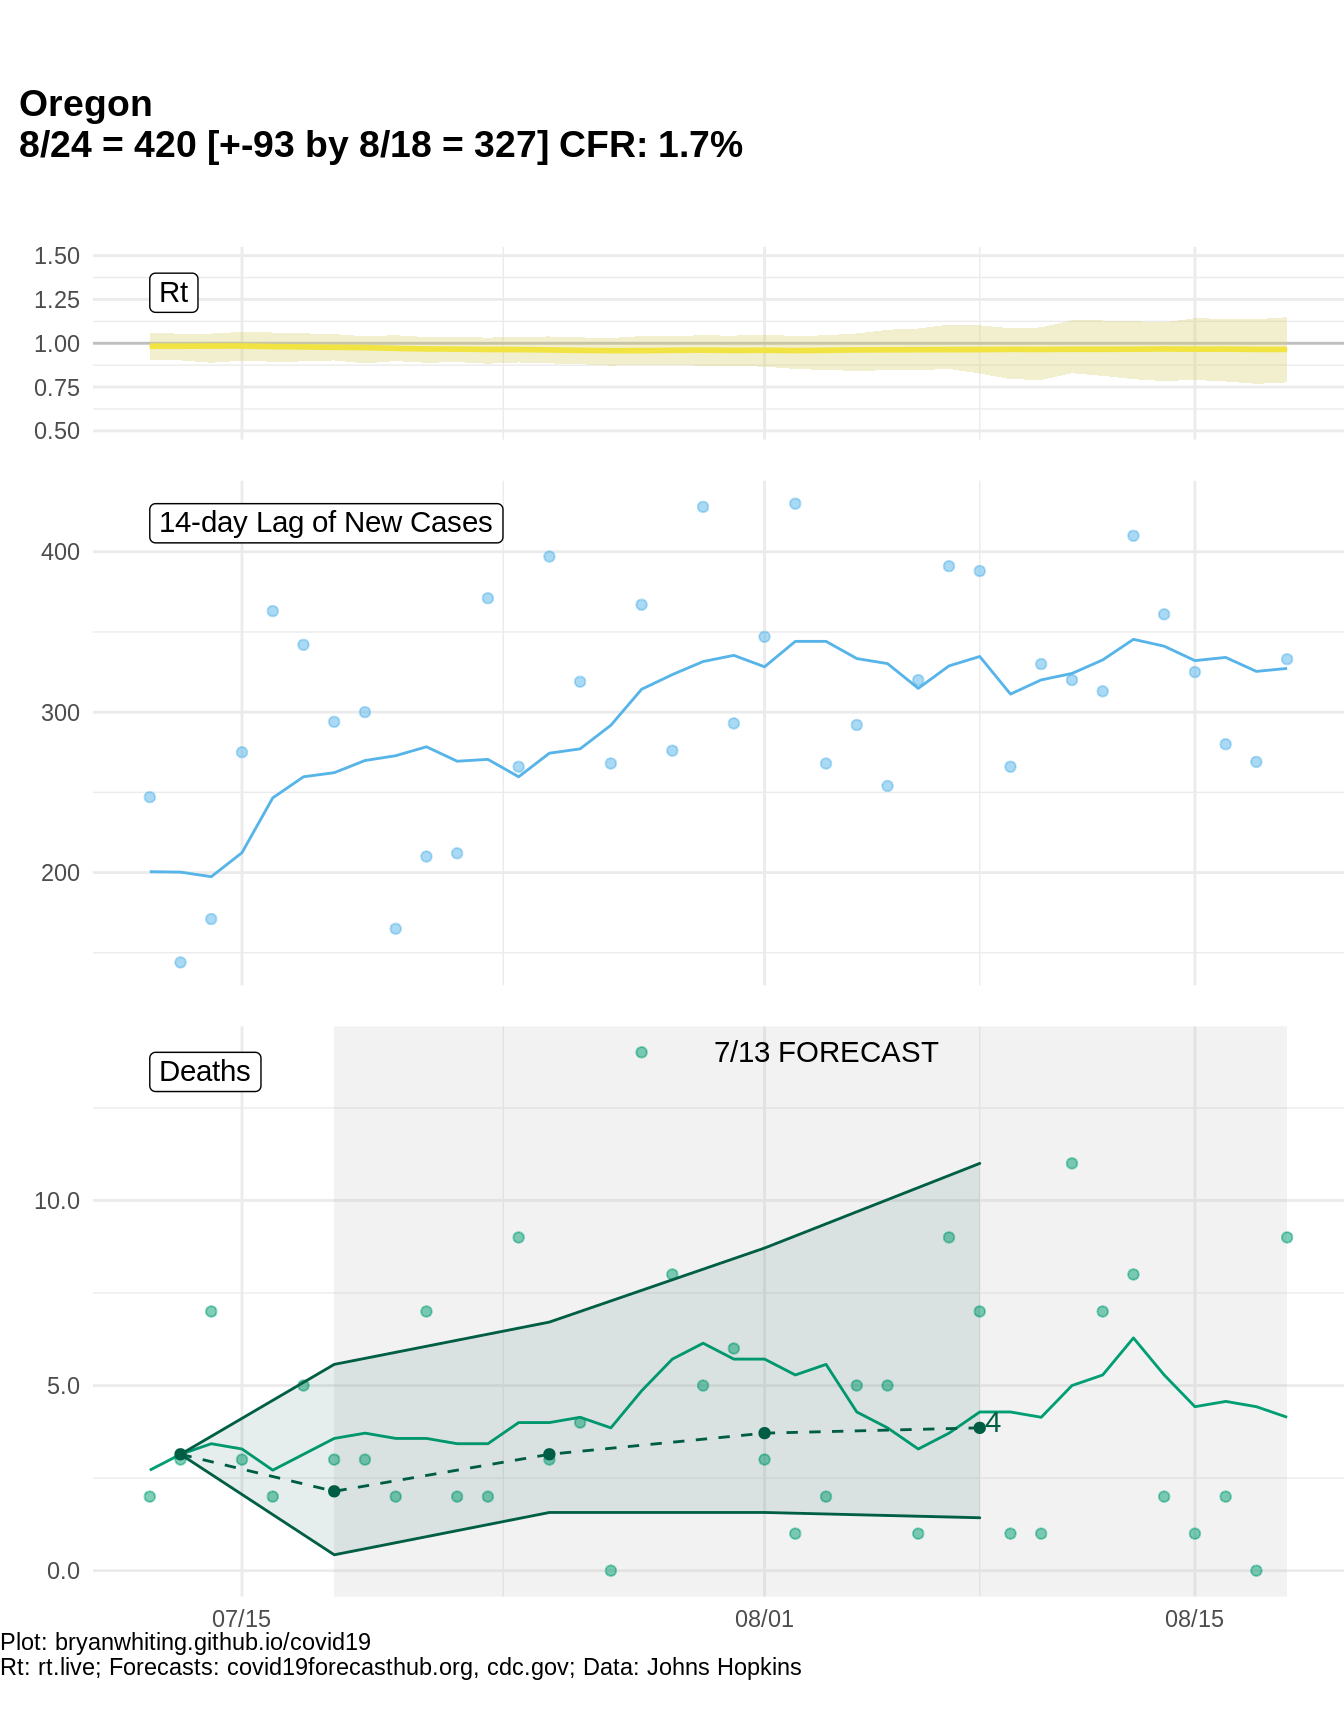 Oregon
8/24 = 420 [+-93 by 8/18 = 327] CFR: 1.7%
1.50
Rt
1.25
1.00
0.75
0.50
14-day Lag of New Cases
400
300
200
7/13 FORECAST
Deaths
10.0
5.0
4
0.0
07/15
08/01
08/15
Plot: bryanwhiting.github.io/covid19
Rt: rt.live; Forecasts: covid19forecasthub.org, cdc.gov; Data: Johns Hopkins